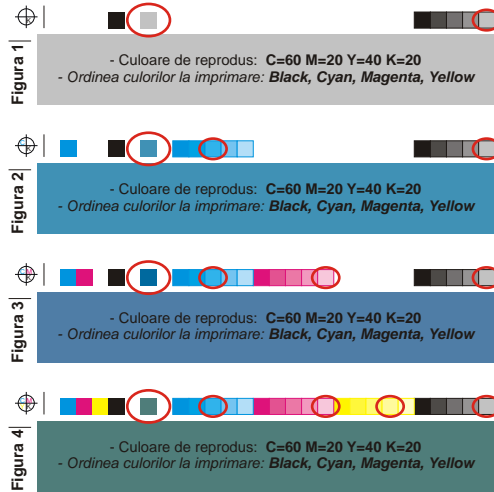 Figura 1
- Culoare de reprodus: C=60 M=20 Y=40 K=20
- Ordinea culorilor la imprimare: Black, Cyan, Magenta, Yellow
Figura 2
- Culoare de reprodus: C=60 M=20 Y=40 K=20
- Ordinea culorilor la imprimare: Black, Cyan, Magenta, Yellow
Figura 3
- Culoare de reprodus: C=60 M=20 Y=40 K=20
- Ordinea culorilor la imprimare: Black, Cyan, Magenta, Yellow
Figura 4
- Culoare de reprodus: C=60 M=20 Y=40 K=20
- Ordinea culorilor la imprimare: Black, Cyan, Magenta, Yellow